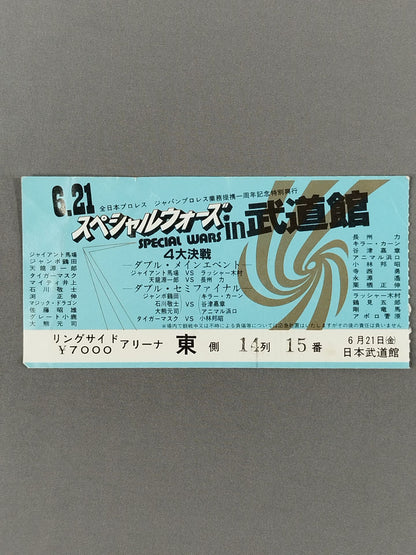 6.21
全日本プロレス ジャパンプロレス業務提携一周年記念特別興行
スペシャルウォーズ in 武道館
SPECIAL WARS
4大決戦
—ダブル・メインエベント—
ジャイアント馬場 VS ラッシャー木村
天龍源一郎 VS 長州 力
—ダブル・セミファイナル—
ジャンボ鶴田 キラー・カーン
石川敬士 VS 谷津嘉章
大熊元司 アニマル浜口
タイガーマスク VS 小林邦昭
ジャイアント馬場
ジャンボ鶴田
天龍源一郎
タイガーマスク
マイティ井上
石川敬士
渕 正伸
マジック・ドラゴン
佐藤昭雄
グレート小鹿
大熊元司
長州 力
キラー・カーン
谷津嘉章
アニマル浜口
小林邦昭
寺西 勇
永源 遙
栗栖正伸
ラッシャー木村
鶴見五郎
剛 竜馬
アポロ菅原
リングサイド アリーナ 東 側 14 列 15 番
¥7000
6月21日(金)
日本武道館